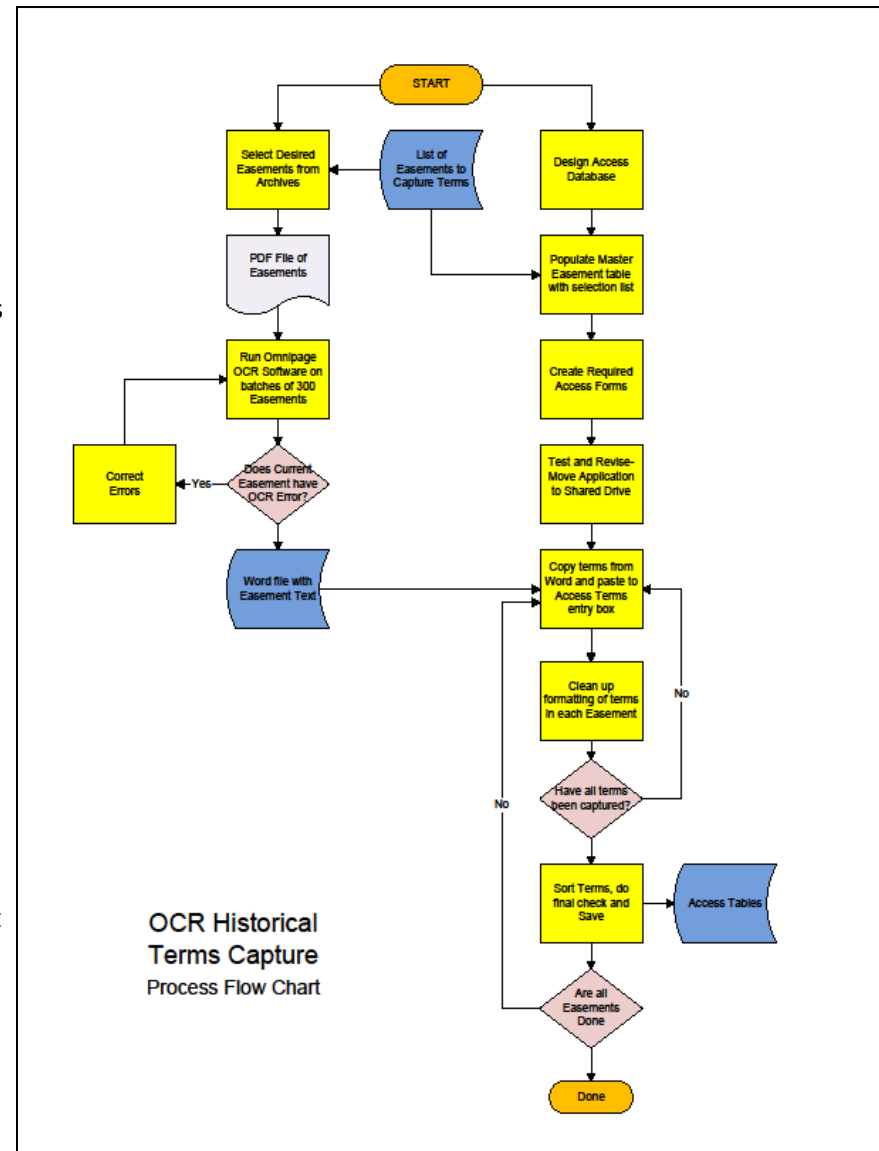 START
Select Desired
Easements from
Archives
List of
Easements to
Capture Terms
Design Access
Database
PDF File of
Easements
Populate Master
Easement table
with selection list
Run Omnipage
OCR Software on
batches of 300
Easements
Create Required
Access Forms
Correct
Errors
Yes
Does Current
Easement have
OCR Error?
Test and Revise-
Move Application
to Shared Drive
Word file with
Easement Text
Copy terms from
Word and paste to
Access Terms
entry box
Clean up
formatting of terms
in each Easement
No
Have all terms
been captured?
No
Sort Terms, do
final check and
Save
Access Tables
OCR Historical
Terms Capture
Process Flow Chart
Are all
Easements
Done
Done